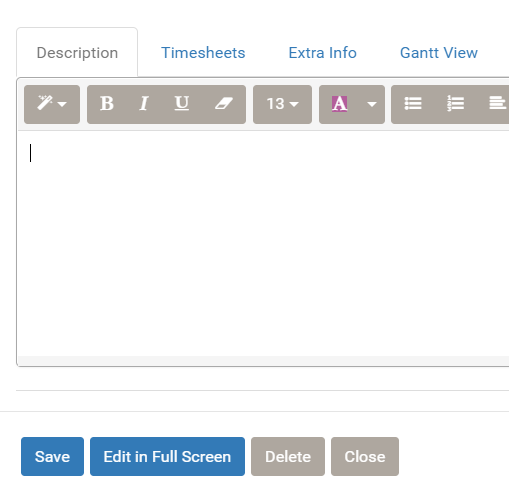 Description Timesheets Extra Info Gantt View
B I U 13 A
Save Edit in Full Screen Delete Close